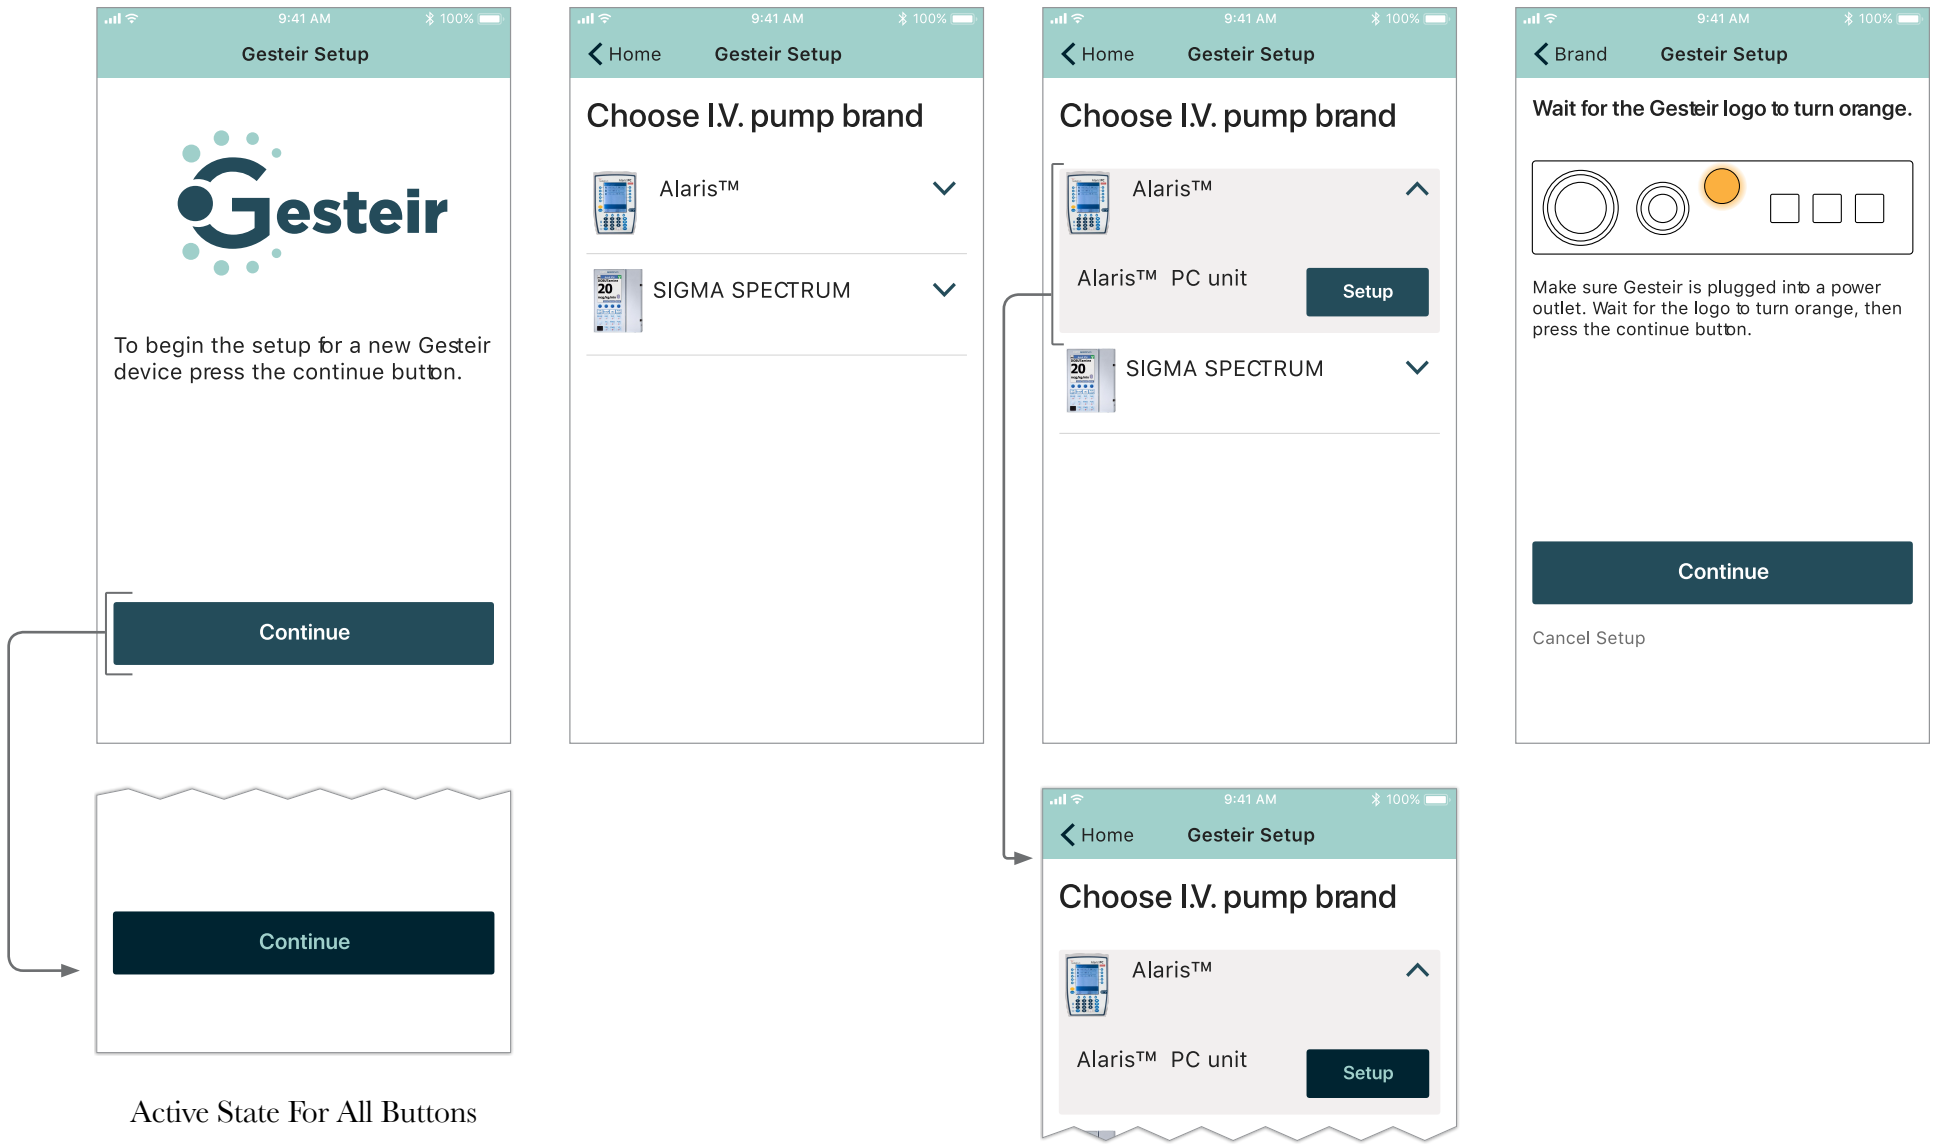 9:41 AM
100%
Gesteir Setup
Gesteir
To begin the setup for a new Gesteir
device press the continue button.
Continue
Continue
Active State For All Buttons
9:41 AM
100%
Home
Gesteir Setup
Choose I.V. pump brand
Alaris™
20
SIGMA SPECTRUM
9:41 AM
100%
Home
Gesteir Setup
Choose I.V. pump brand
Alaris™
Alaris™ PC unit
Setup
20
SIGMA SPECTRUM
9:41 AM
100%
Home
Gesteir Setup
Choose I.V. pump brand
Alaris™
Alaris™ PC unit
Setup
9:41 AM
100%
Brand
Gesteir Setup
Wait for the Gesteir logo to turn orange.
Make sure Gesteir is plugged into a power
outlet. Wait for the logo to turn orange, then
press the continue button.
Continue
Cancel Setup